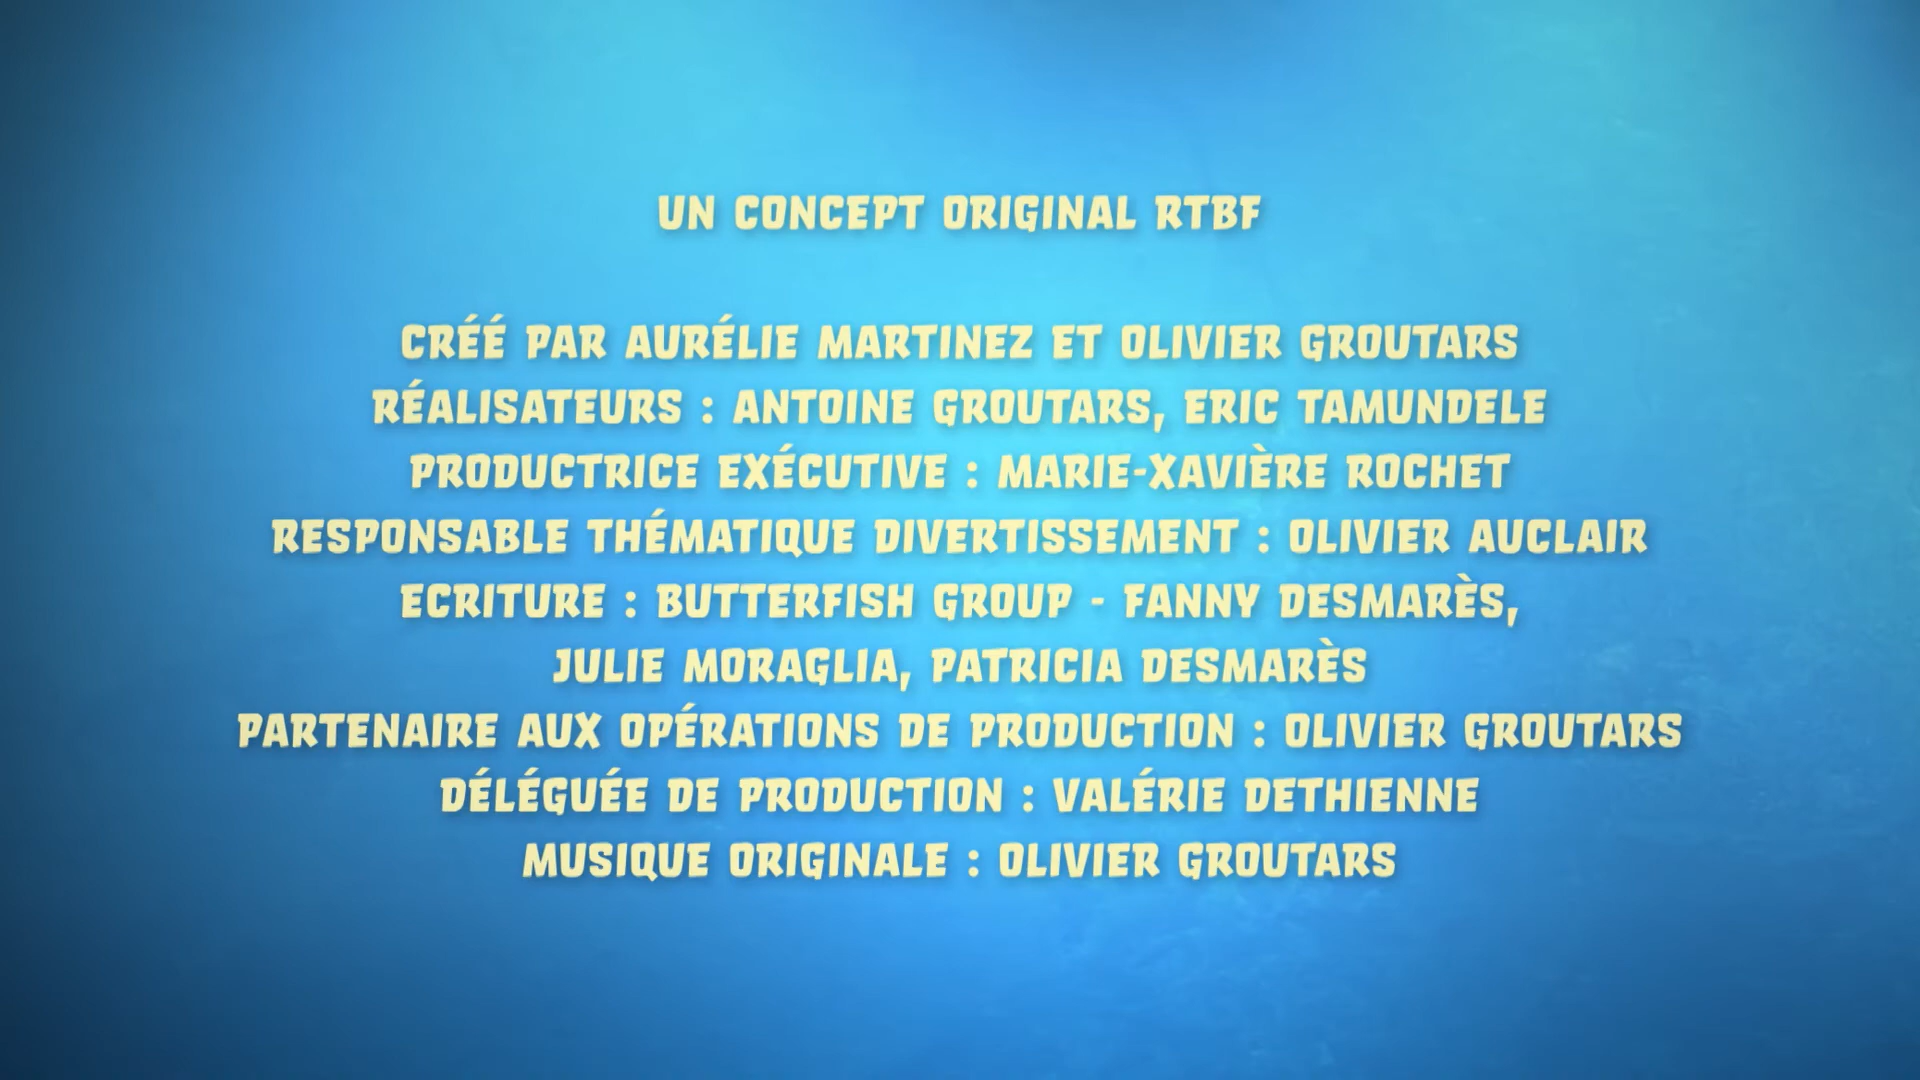 UN CONCEPT ORIGINAL RTBF
CRÉÉ PAR AURÉLIE MARTINEZ ET OLIVIER GROUTARS
RÉALISATEURS : ANTOINE GROUTARS, ERIC TAMUNDELE
PRODUCTRICE EXÉCUTIVE : MARIE-XAVIÈRE ROCHET
RESPONSABLE THÉMATIQUE DIVERTISSEMENT : OLIVIER AUCLAIR
ECRITURE : BUTTERFISH GROUP - FANNY DESMARÈS,
JULIE MORAGLIA, PATRICIA DESMARÈS
PARTENAIRE AUX OPÉRATIONS DE PRODUCTION : OLIVIER GROUTARS
DÉLÉGUÉE DE PRODUCTION : VALÉRIE DETHIENNE
MUSIQUE ORIGINALE : OLIVIER GROUTARS